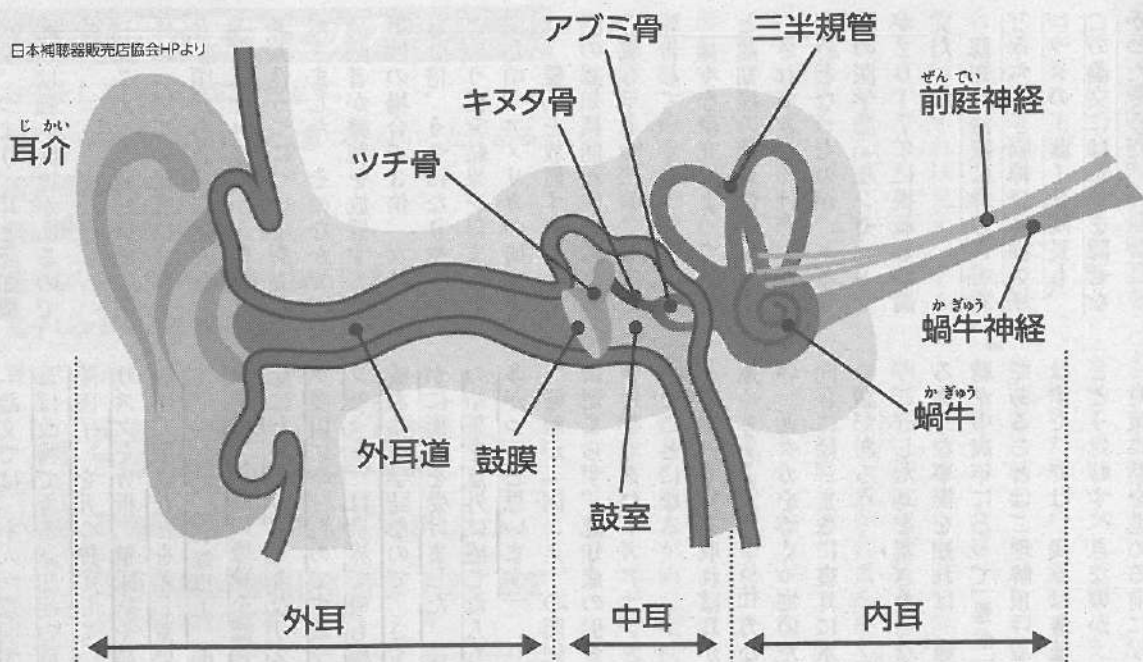 日本補聴器販売店協会HPより
アブミ骨
三半規管
キヌタ骨
ぜん てい
前庭神経
じ かい
耳介
ツチ骨
か ぎゅう
蝸牛神経
か ぎゅう
蝸牛
外耳道
鼓膜
鼓室
外耳
中耳
内耳